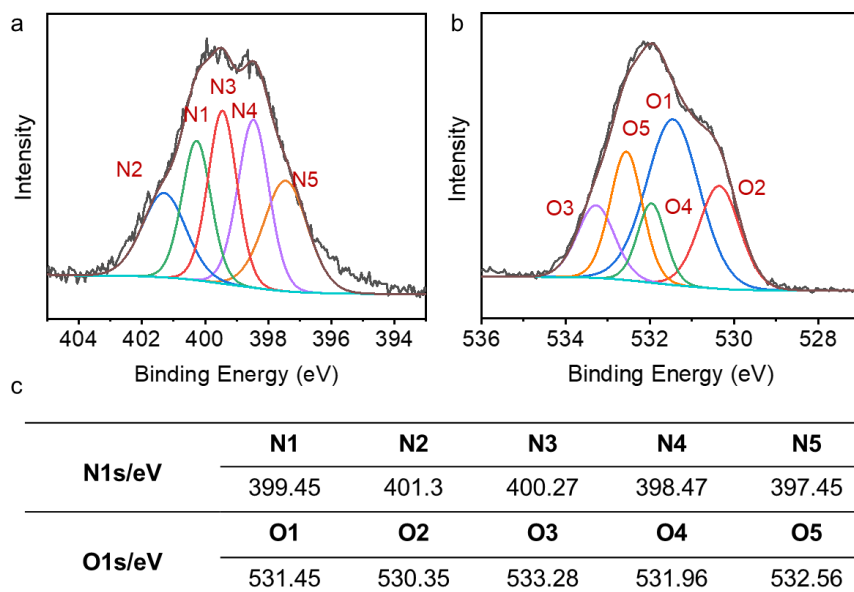 a
Intensity
N2
N1
N3
N4
N5
404 402 400 398 396 394
Binding Energy (eV)
b
Intensity
O3
O5
O1
O4
O2
536 534 532 530 528
Binding Energy (eV)
c
N1s/eV
N1 N2 N3 N4 N5
399.45 401.3 400.27 398.47 397.45
O1s/eV
O1 O2 O3 O4 O5
531.45 530.35 533.28 531.96 532.56